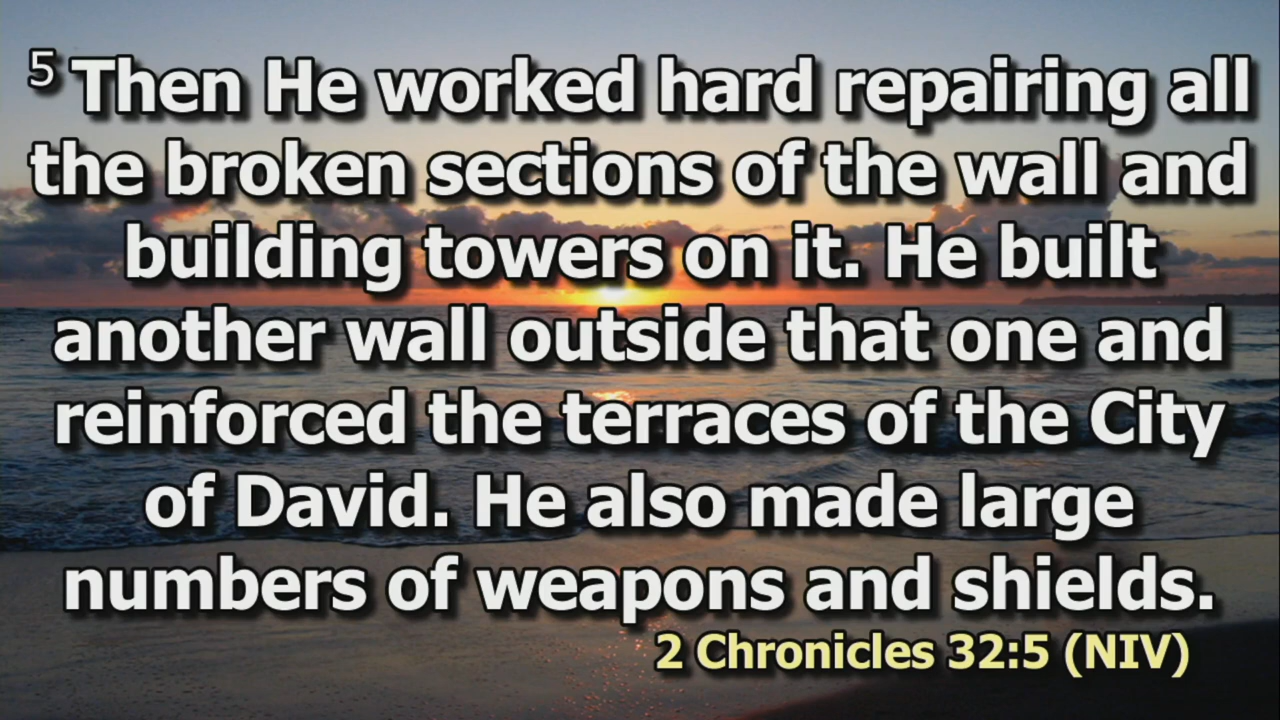 5 Then He worked hard repairing all
the broken sections of the wall and
building towers on it. He built
another wall outside that one and
reinforced the terraces of the City
of David. He also made large
numbers of weapons and shields.
2 Chronicles 32:5 (NIV)